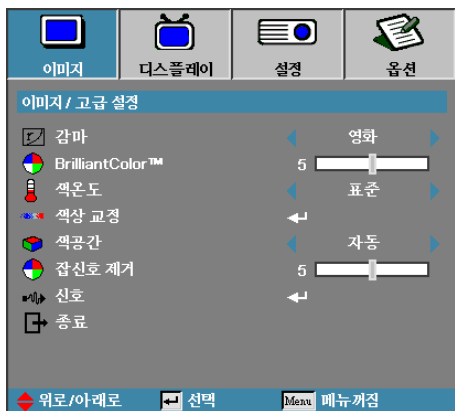 이미지 디스플레이 설정 옵션
이미지 / 고급 설정
감마 영화
BrilliantColor™ 5
색온도 표준
색상 교정
색공간 자동
잡신호 제거 5
신호
종료
위로/아래로 선택 Menu 메뉴꺼짐